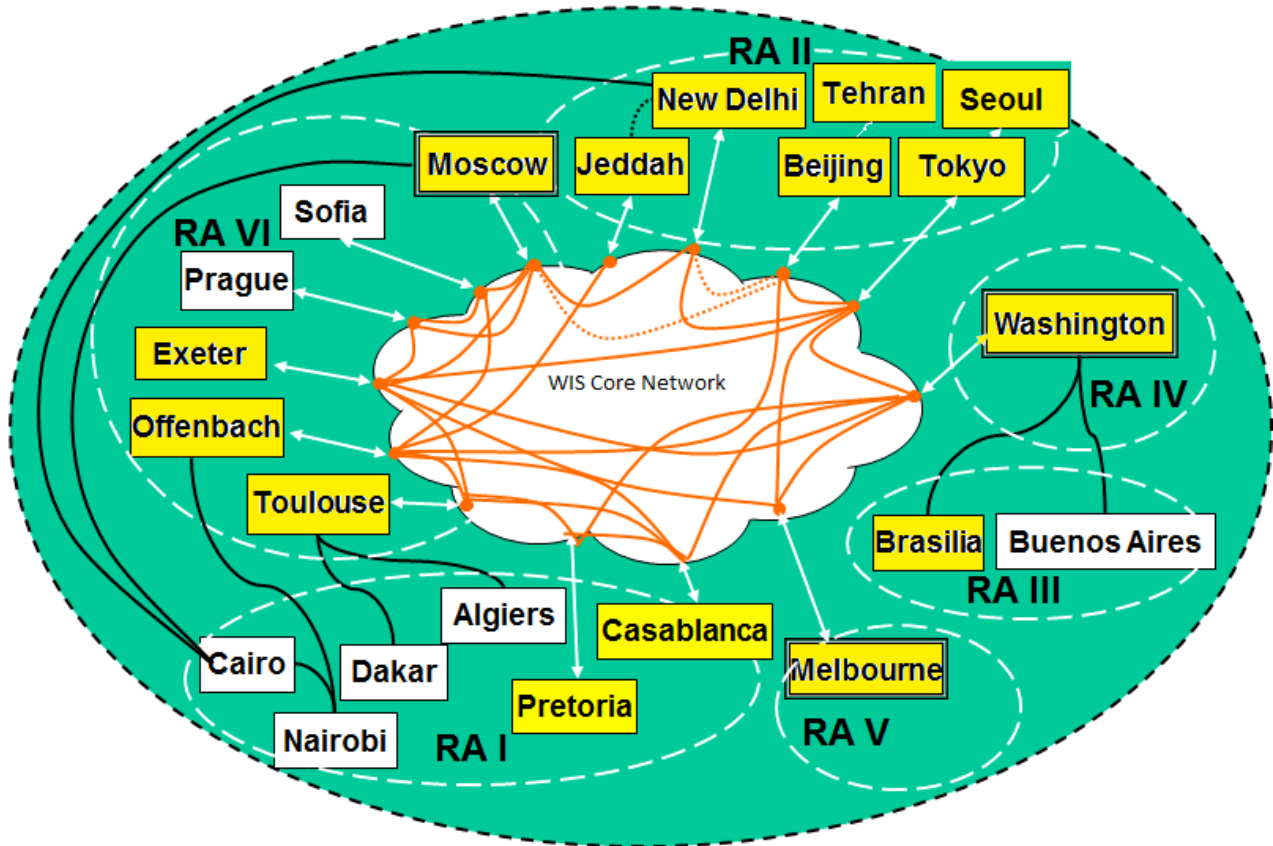 RA II
New Delhi
Tehran
Seoul
Moscow
Jeddah
Beijing
Tokyo
Sofia
RA VI
Prague
Washington
Exeter
WIS Core Network
RA IV
Offenbach
Toulouse
Brasilia
Buenos Aires
RA III
Algiers
Casablanca
Cairo
Dakar
Melbourne
Pretoria
Nairobi
RA I
RA V